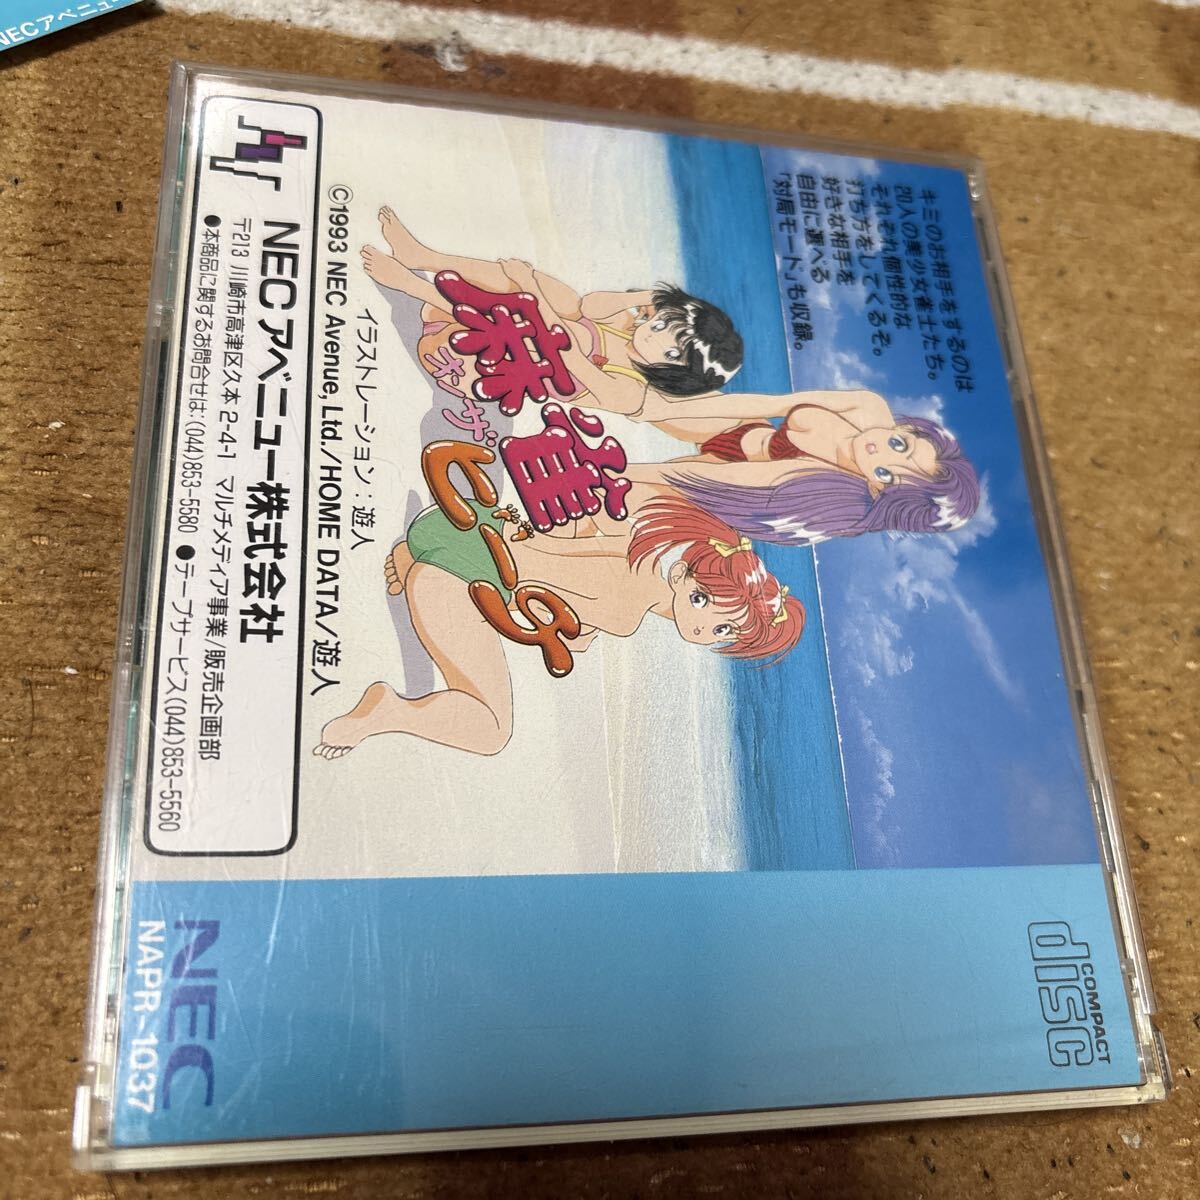 NECアベニュー
キミのお相手をするのは
20人の美少女雀士たち。
それぞれ個性的な
打ち方をしてくるぞ。
好きな相手を
自由に選べる
「対局モード」も収録。
麻雀
オンザ
ビーチ
イラストレーション：遊人
©1993 NEC Avenue, Ltd./HOME DATA/遊人
NECアベニュー株式会社
〒213 川崎市高津区久本 2-4-1 マルチメディア事業/販売企画部
●本商品に関するお問合せは：(044)853-5580 ●テープサービス(044)853-5560
COMPACT
disc
NEC
NAPR-1037